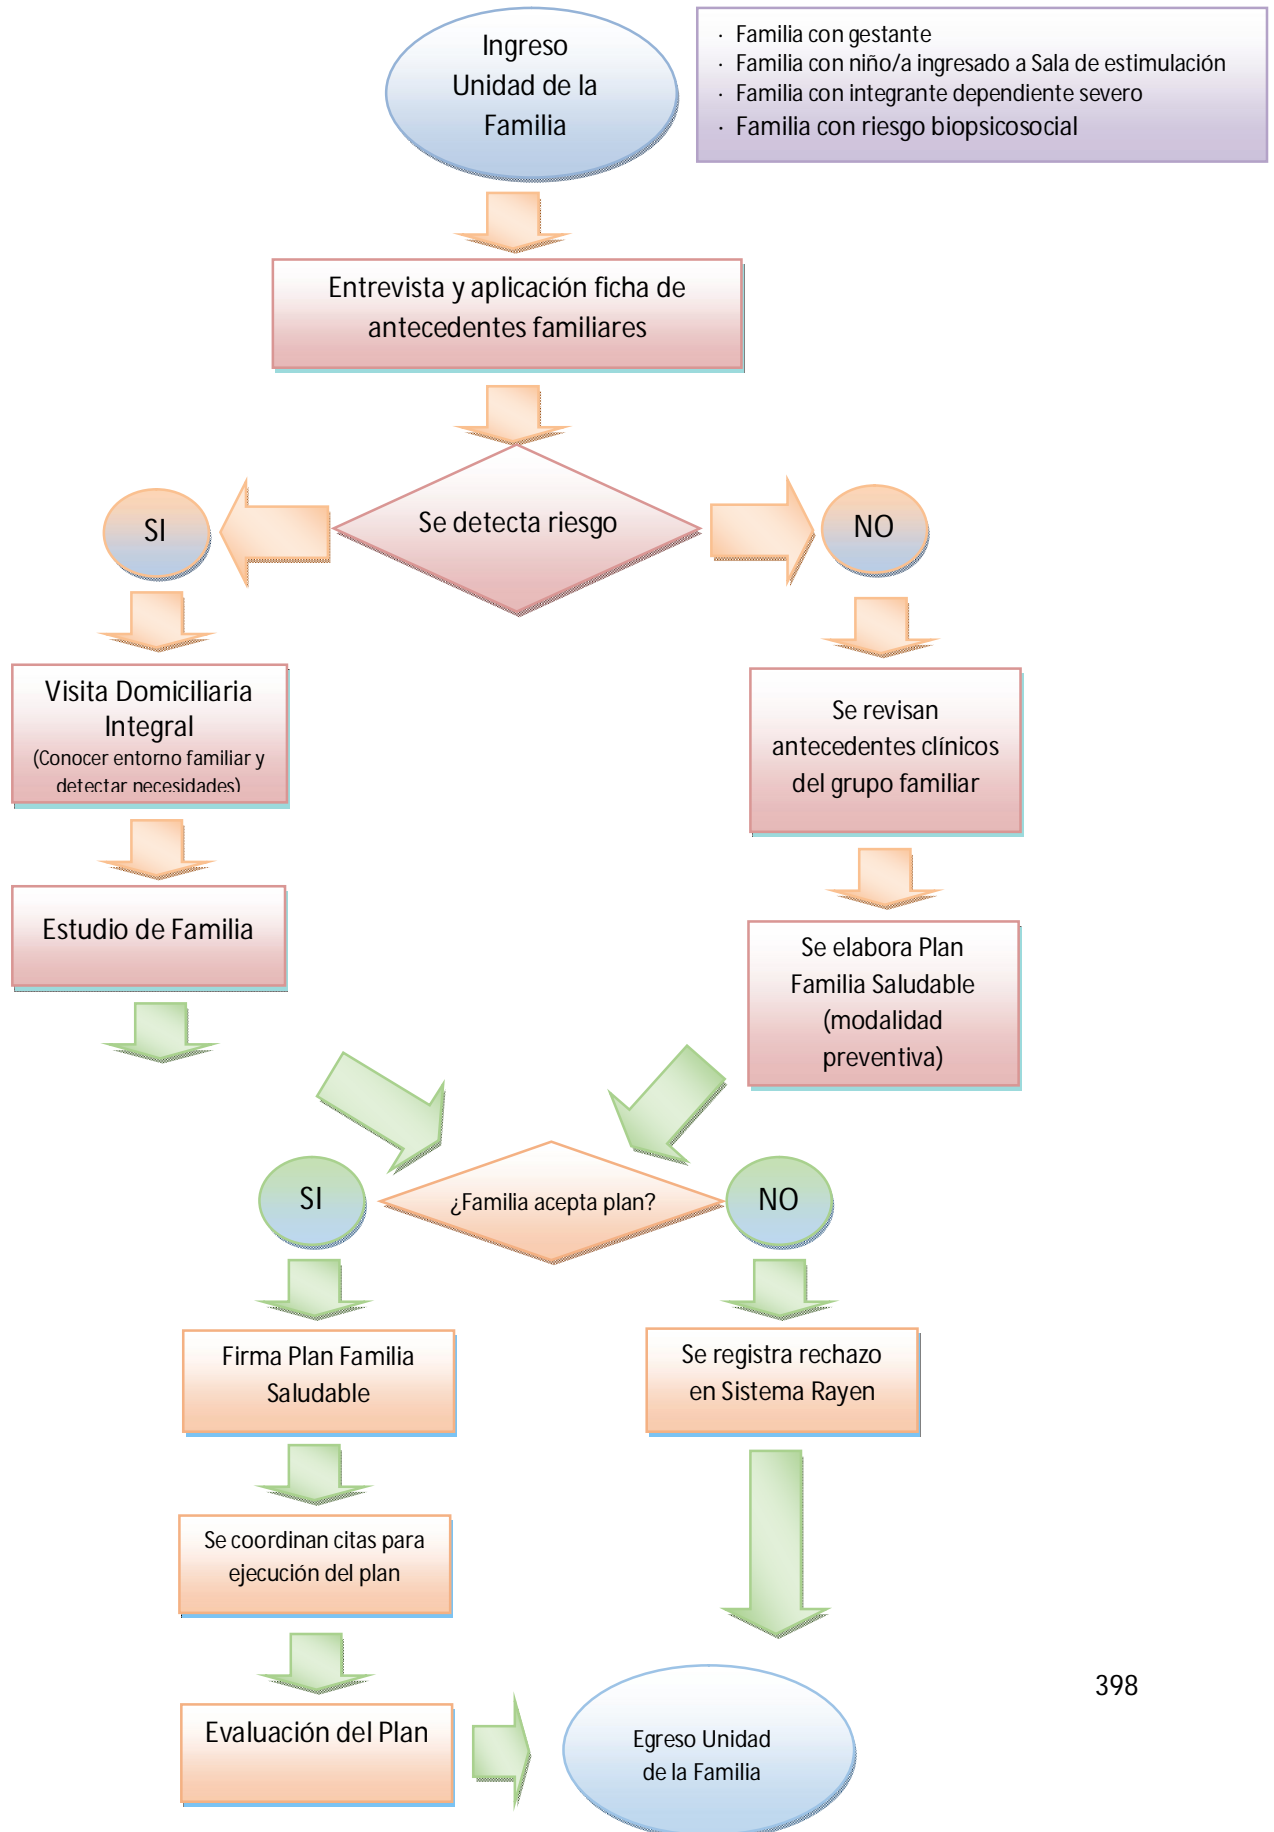 Ingreso
Unidad de la
Familia
· Familia con gestante
· Familia con niño/a ingresado a Sala de estimulación
· Familia con integrante dependiente severo
· Familia con riesgo biopsicosocial
Entrevista y aplicación ficha de
antecedentes familiares
Se detecta riesgo
SI
NO
Visita Domiciliaria
Integral
(Conocer entorno familiar y
detectar necesidades)
Se revisan
antecedentes clínicos
del grupo familiar
Estudio de Familia
Se elabora Plan
Familia Saludable
(modalidad
preventiva)
¿Familia acepta plan?
SI
NO
Firma Plan Familia
Saludable
Se registra rechazo
en Sistema Rayen
Se coordinan citas para
ejecución del plan
Evaluación del Plan
Egreso Unidad
de la Familia
398